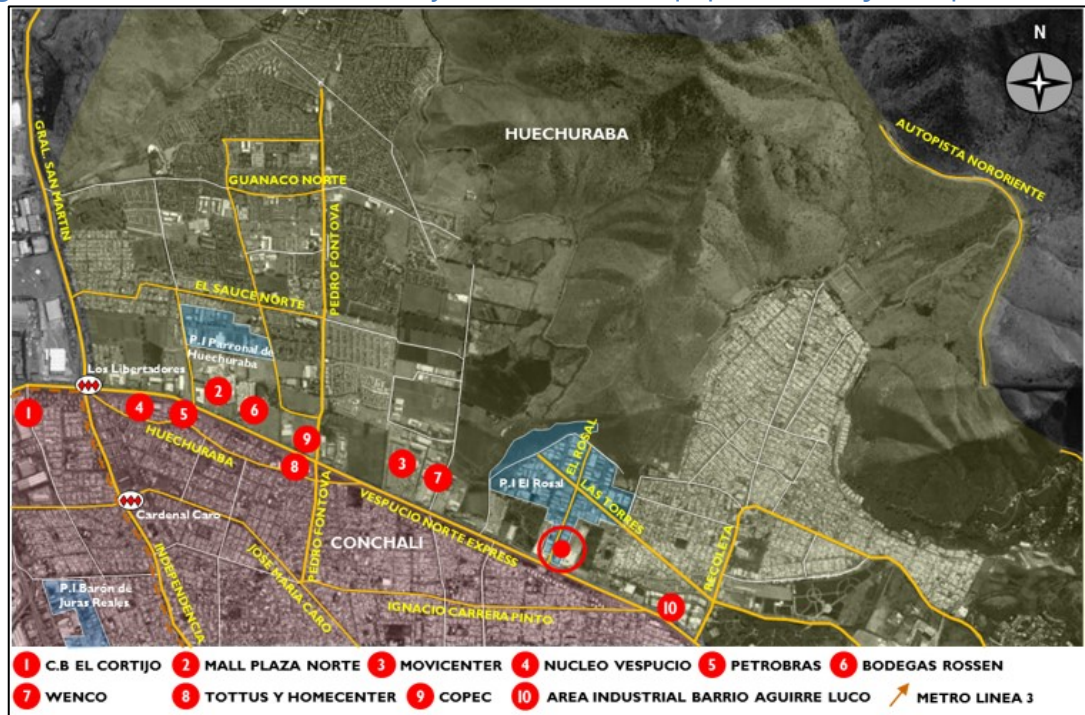 N
HUECHURABA
AUTOPISTA NORORIENTE
GRAL. SAN MARTIN
GUANACO NORTE
PEDRO FONTOVA
EL SAUCE NORTE
P.I Parronal de
Huechuraba
Los Libertadores
1
2
4
5
6
9
HUECHURABA
8
3
7
EL ROSAL
P.I El Rosal
LAS TORRES
VESPUCIO NORTE EXPRESS
PEDRO FONTOVA
Cardenal Caro
CONCHALI
RECOLETA
INDEPENDENCIA
JOSE MARIA CARO
P.I Barón de
Juras Reales
IGNACIO CARRERA PINTO
10
1 C.B EL CORTIJO 2 MALL PLAZA NORTE 3 MOVICENTER 4 NUCLEO VESPUCIO 5 PETROBRAS 6 BODEGAS ROSSEN
7 WENCO 8 TOTTUS Y HOMECENTER 9 COPEC 10 AREA INDUSTRIAL BARRIO AGUIRRE LUCO METRO LINEA 3